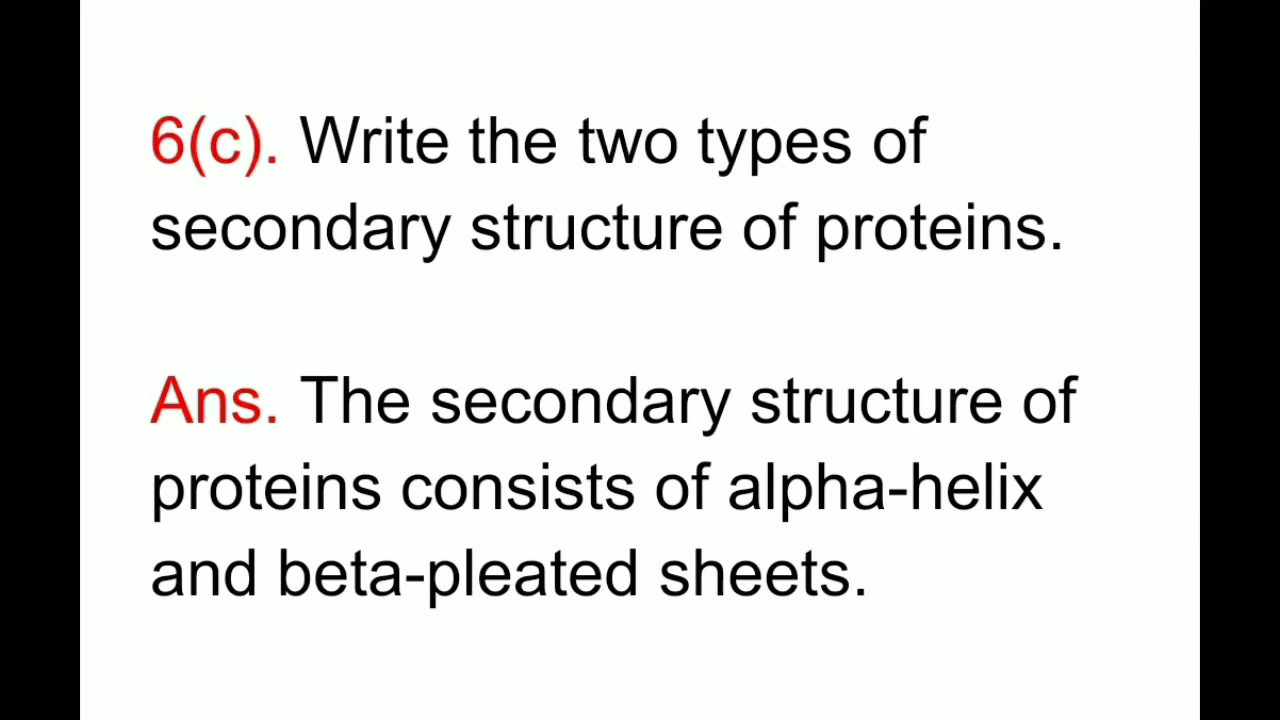 6(c). Write the two types of
secondary structure of proteins.
Ans. The secondary structure of
proteins consists of alpha-helix
and beta-pleated sheets.